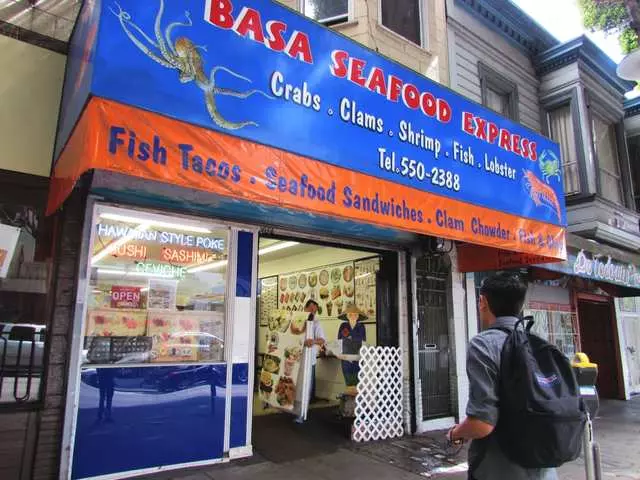 BASA SEAFOOD EXPRESS
Crabs . Clams . Shrimp . Fish . Lobster
Tel. 550-2388
Fish Tacos . Seafood Sandwiches . Clam Chowder . Fish &
HAWAIIAN STYLE POKE
SUSHI SASHIMI
CEVICHE
OPEN